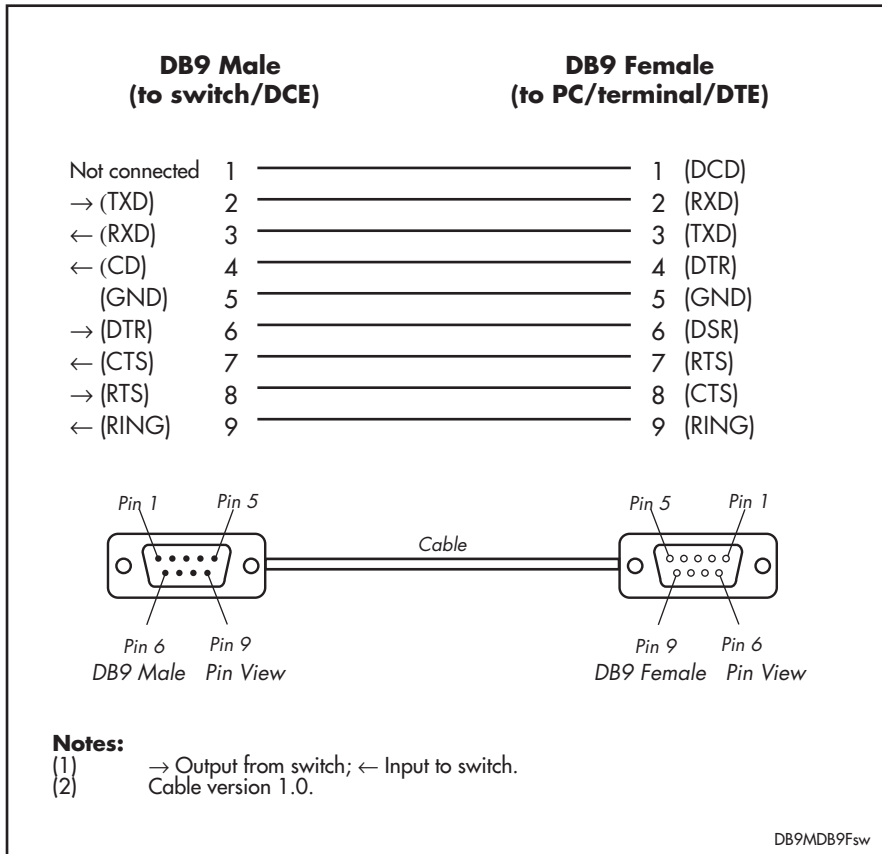 DB9 Male
(to switch/DCE)
DB9 Female
(to PC/terminal/DTE)
Not connected 1 1 (DCD)
→ (TXD) 2 2 (RXD)
← (RXD) 3 3 (TXD)
← (CD) 4 4 (DTR)
(GND) 5 5 (GND)
→ (DTR) 6 6 (DSR)
← (CTS) 7 7 (RTS)
→ (RTS) 8 8 (CTS)
← (RING) 9 9 (RING)
Pin 1 Pin 5 Pin 5 Pin 1
Cable
Pin 6 Pin 9 Pin 9 Pin 6
DB9 Male Pin View DB9 Female Pin View
Notes:
(1) → Output from switch; ← Input to switch.
(2) Cable version 1.0.
DB9MDB9Fsw